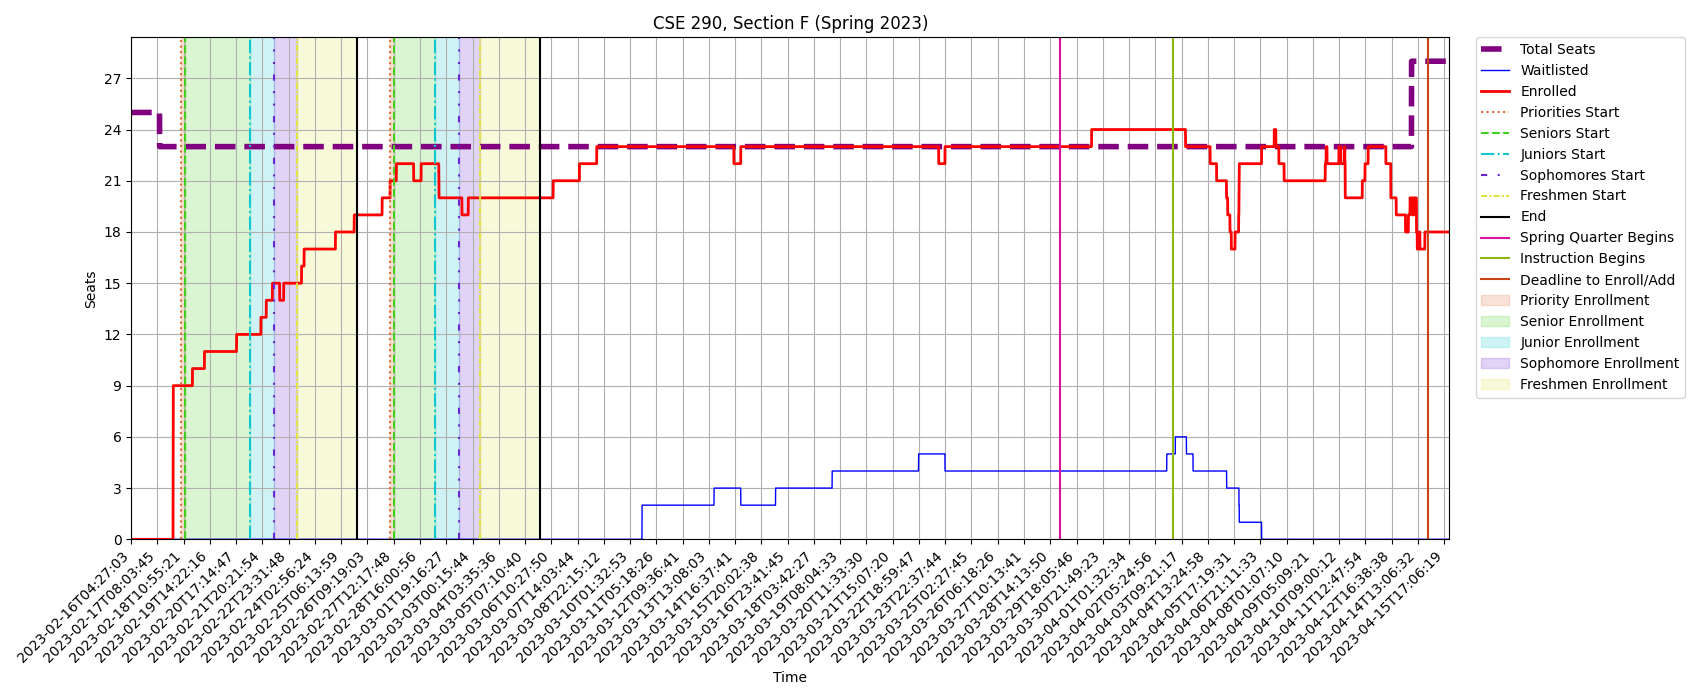 CSE 290, Section F (Spring 2023)
Seats
27
24
21
18
15
12
9
6
3
0
2023-02-16T04:27:03
2023-02-17T08:03:45
2023-02-18T10:55:21
2023-02-19T14:22:16
2023-02-20T17:14:47
2023-02-21T20:21:54
2023-02-22T23:31:48
2023-02-24T02:56:24
2023-02-25T06:13:59
2023-02-26T09:19:03
2023-02-27T12:17:48
2023-02-28T16:00:56
2023-03-01T19:16:27
2023-03-04T00:15:44
2023-03-04T03:35:36
2023-03-05T07:10:40
2023-03-06T10:27:50
2023-03-07T14:03:44
2023-03-08T22:15:12
2023-03-10T01:32:53
2023-03-11T05:18:26
2023-03-12T09:36:41
2023-03-13T13:08:03
2023-03-14T16:37:41
2023-03-15T20:02:38
2023-03-16T23:41:45
2023-03-18T03:42:27
2023-03-19T08:04:33
2023-03-20T11:33:30
2023-03-21T15:07:20
2023-03-22T18:59:47
2023-03-23T22:37:44
2023-03-25T02:27:45
2023-03-26T06:18:26
2023-03-27T10:13:41
2023-03-28T14:13:50
2023-03-29T18:05:46
2023-03-30T21:49:23
2023-04-01T01:32:34
2023-04-02T05:24:56
2023-04-03T09:21:17
2023-04-04T13:24:58
2023-04-05T17:19:31
2023-04-06T21:11:33
2023-04-08T01:07:10
2023-04-09T05:09:21
2023-04-10T09:00:12
2023-04-11T12:47:54
2023-04-12T16:38:38
2023-04-14T13:06:32
2023-04-15T17:06:19
Time
Total Seats
Waitlisted
Enrolled
Priorities Start
Seniors Start
Juniors Start
Sophomores Start
Freshmen Start
End
Spring Quarter Begins
Instruction Begins
Deadline to Enroll/Add
Priority Enrollment
Senior Enrollment
Junior Enrollment
Sophomore Enrollment
Freshmen Enrollment